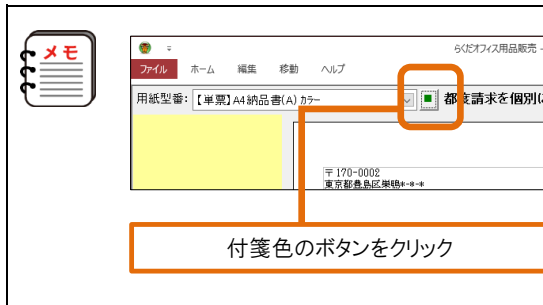 メモ
らくだオフィス用品販売 -
ファイル ホーム 編集 移動 ヘルプ
用紙型番: 【単票】A4納品書(A) カラー 都度請求を個別に
〒170-0002
東京都豊島区巣鴨*-*-*
付箋色のボタンをクリック